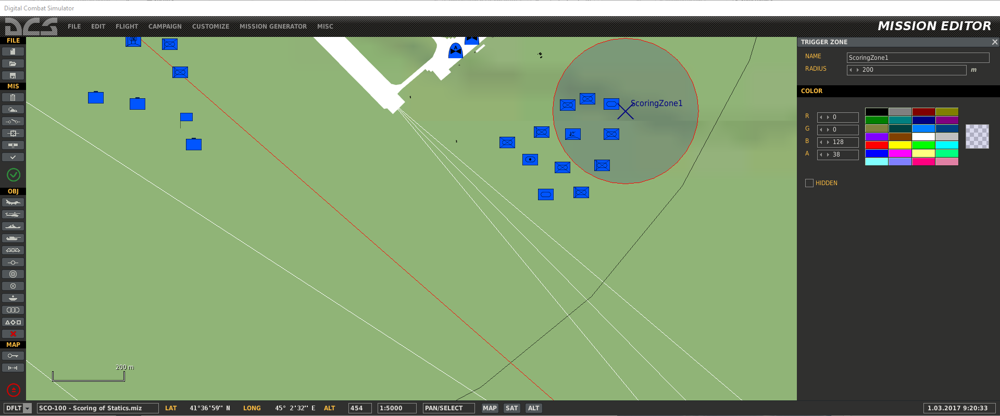 Digital Combat Simulator
DCS FILE EDIT FLIGHT CAMPAIGN CUSTOMIZE MISSION GENERATOR MISC MISSION EDITOR
FILE
MIS
OBJ
MAP
A
ScoringZone1
200 m
TRIGGER ZONE
NAME ScoringZone1
RADIUS 200 m
COLOR
R 0
G 0
B 128
A 38
HIDDEN
DFLT SCO-100 - Scoring of Statics.miz LAT 41°36'59" N LONG 45° 2'32" E ALT 454 1:5000 PAN/SELECT MAP SAT ALT 1.03.2017 9:20:33